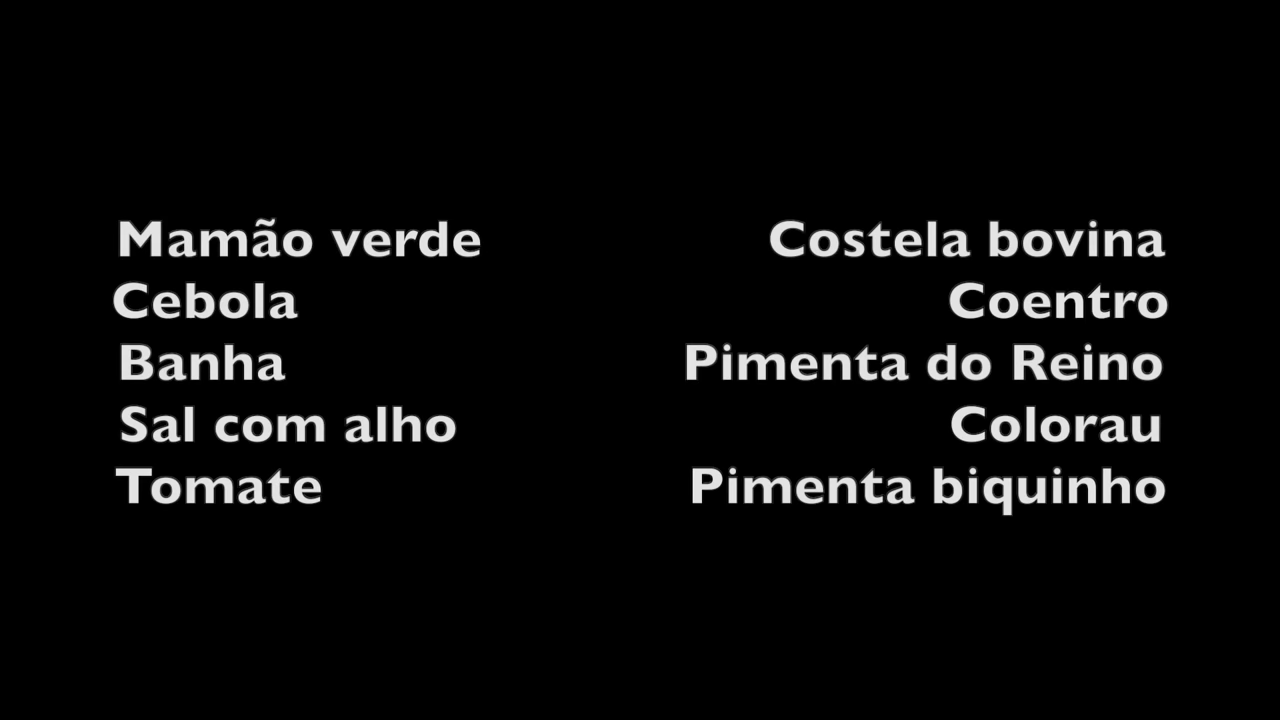 Mamão verde
Cebola
Banha
Sal com alho
Tomate
Costela bovina
Coentro
Pimenta do Reino
Colorau
Pimenta biquinho